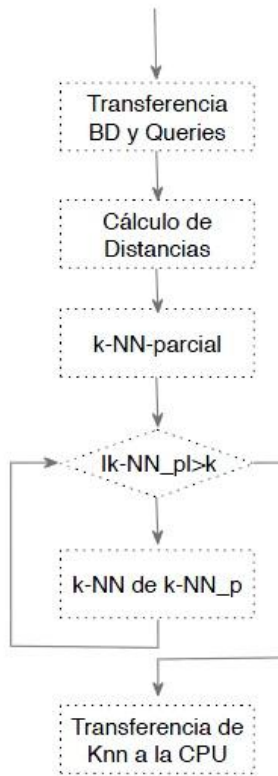 Transferencia
BD y Queries
Cálculo de
Distancias
k-NN-parcial
|k-NN_p|>k
k-NN de k-NN_p
Transferencia de
Knn a la CPU